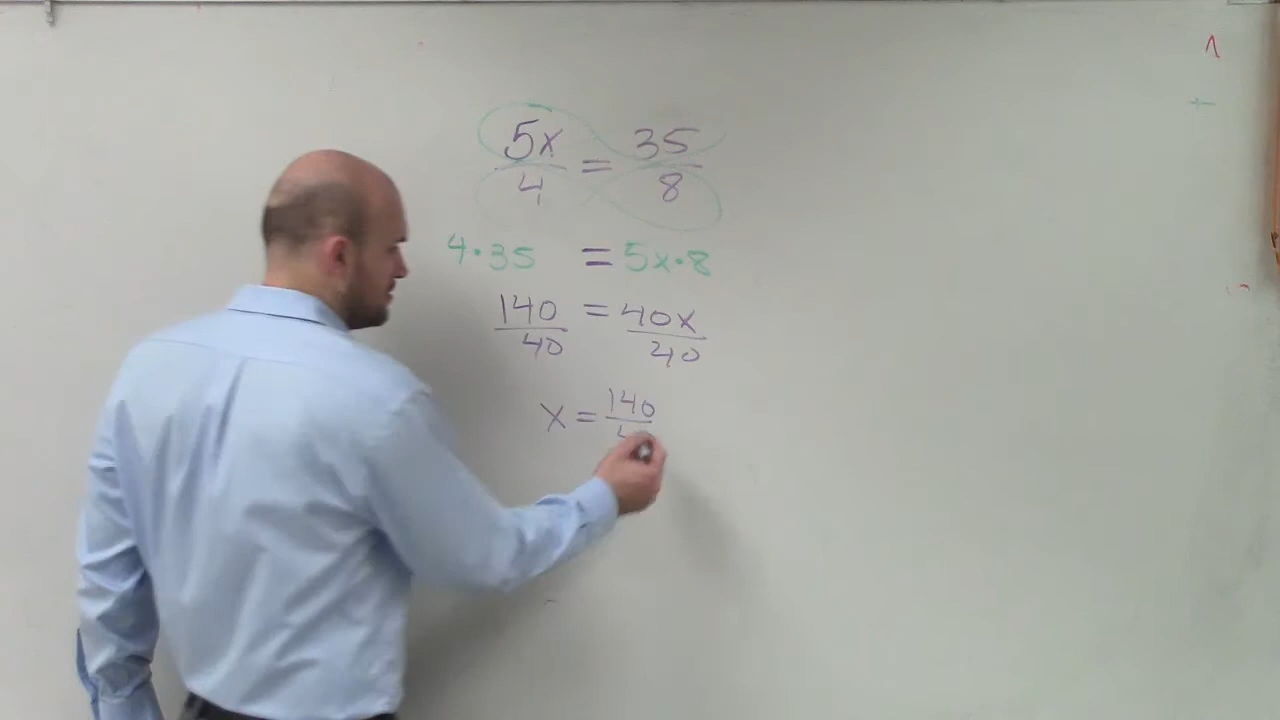 5x/4 = 35/8
4·35 = 5x·8
140/40 = 40x/40
x = 140/